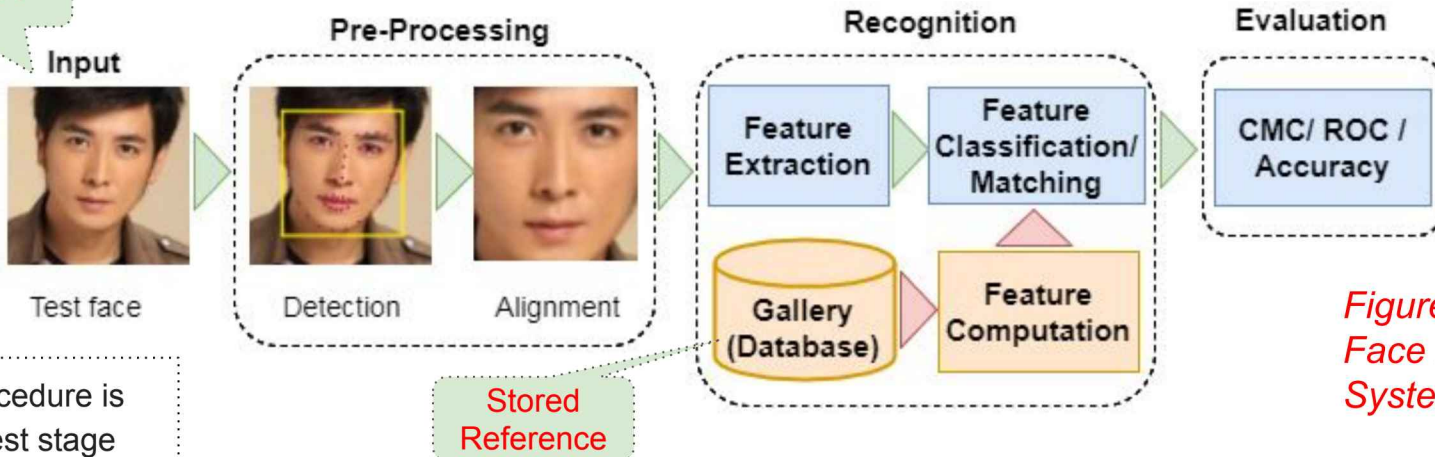 Input
Test face
Pre-Processing
Detection
Alignment
Recognition
Feature
Extraction
Feature
Classification/
Matching
Gallery
(Database)
Feature
Computation
Evaluation
CMC/ ROC /
Accuracy
Stored
Reference
cedure is
est stage
Figure
Face
Syste